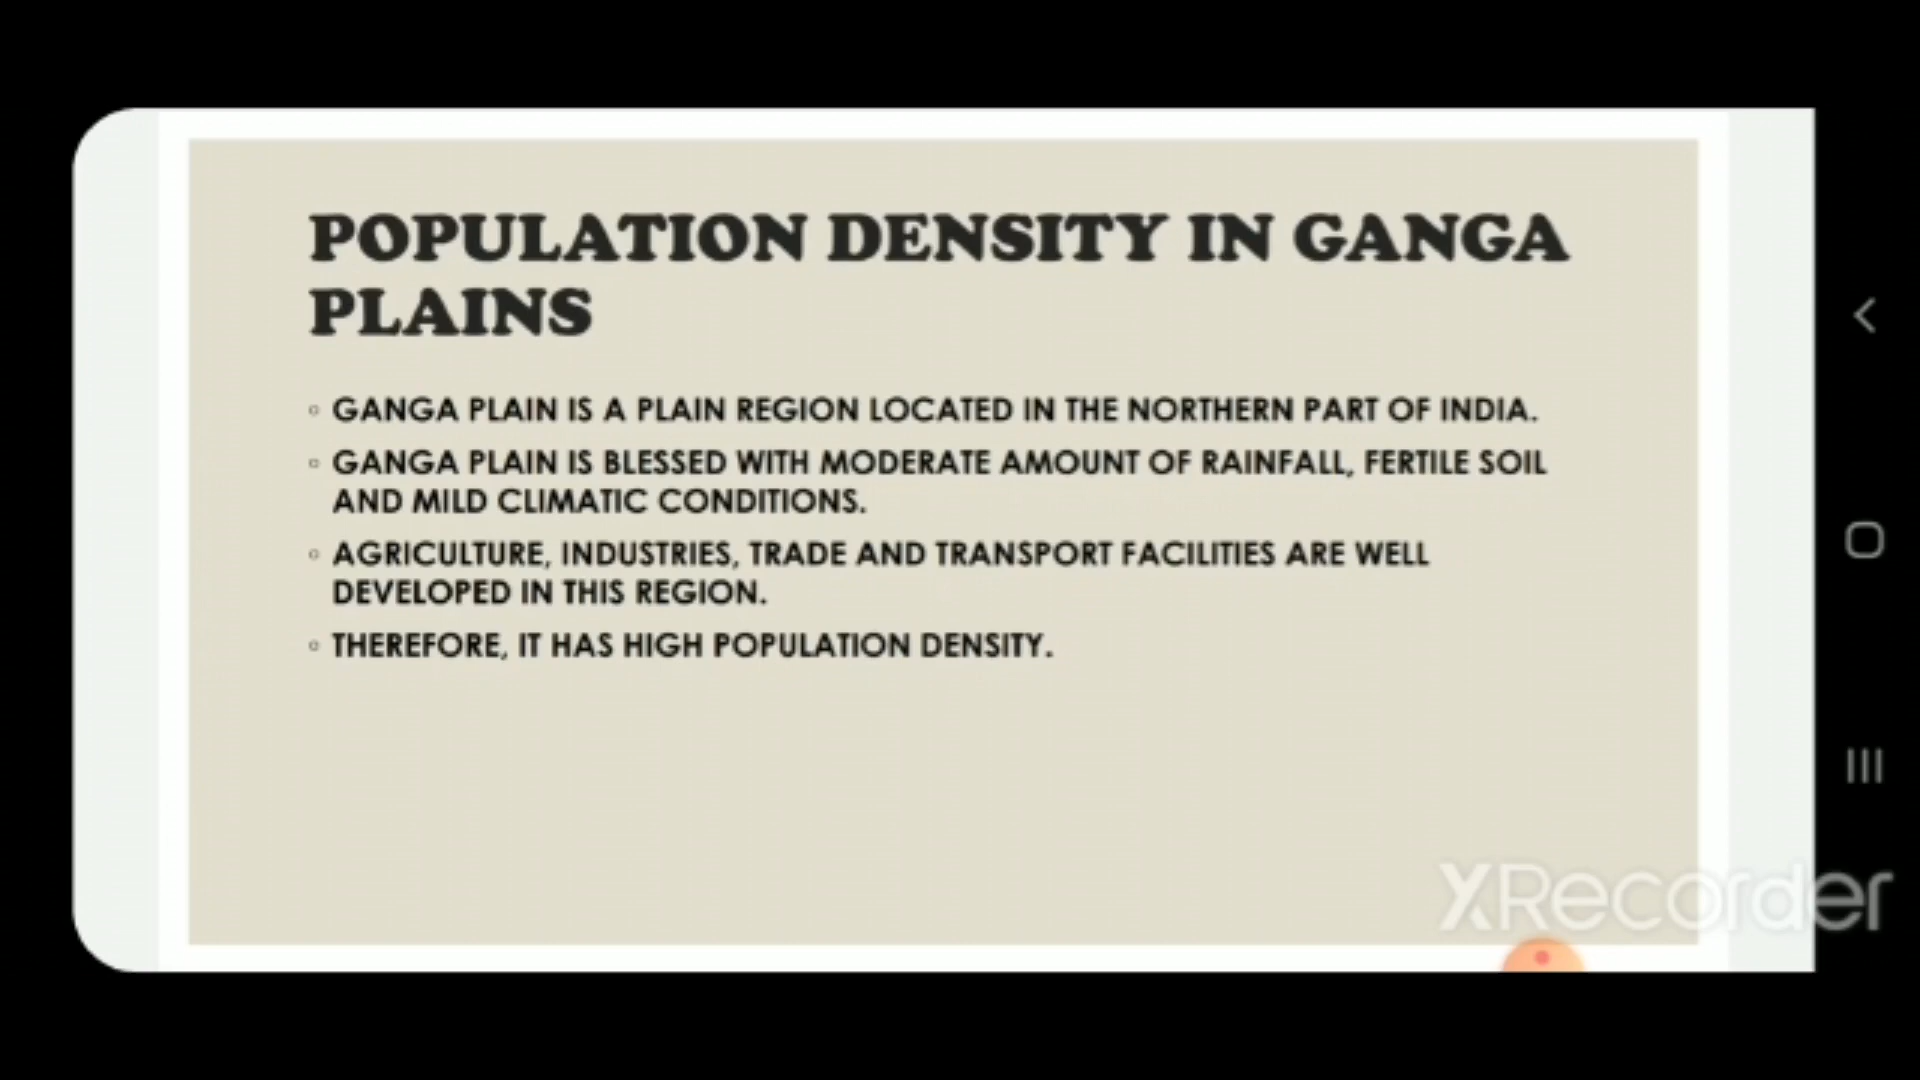 POPULATION DENSITY IN GANGA
PLAINS
GANGA PLAIN IS A PLAIN REGION LOCATED IN THE NORTHERN PART OF INDIA.
GANGA PLAIN IS BLESSED WITH MODERATE AMOUNT OF RAINFALL, FERTILE SOIL
AND MILD CLIMATIC CONDITIONS.
AGRICULTURE, INDUSTRIES, TRADE AND TRANSPORT FACILITIES ARE WELL
DEVELOPED IN THIS REGION.
THEREFORE, IT HAS HIGH POPULATION DENSITY.
XRecorder